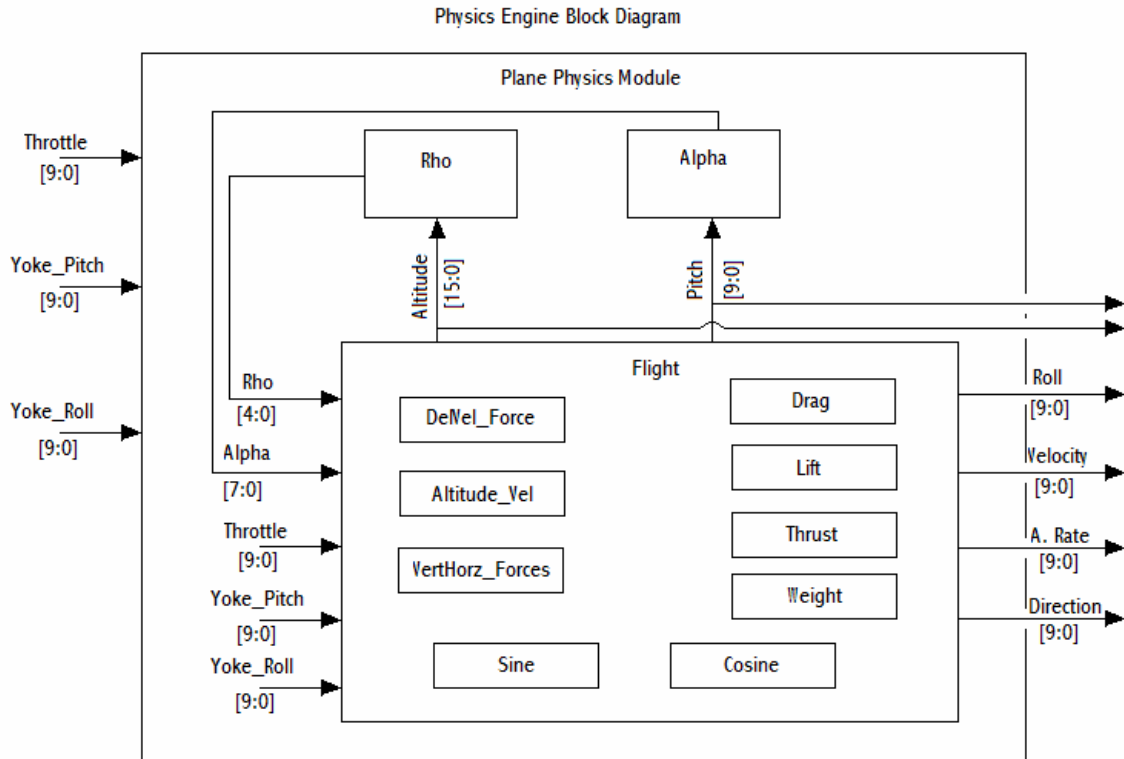 Physics Engine Block Diagram
Plane Physics Module
Throttle
[9:0]
Yoke_Pitch
[9:0]
Yoke_Roll
[9:0]
Rho
Alpha
Altitude
[15:0]
Pitch
[9:0]
Flight
Rho
[4:0]
Alpha
[7:0]
Throttle
[9:0]
Yoke_Pitch
[9:0]
Yoke_Roll
[9:0]
DeNel_Force
Altitude_Vel
VertHorz_Forces
Drag
Lift
Thrust
Weight
Sine
Cosine
Roll
[9:0]
Velocity
[9:0]
A. Rate
[9:0]
Direction
[9:0]